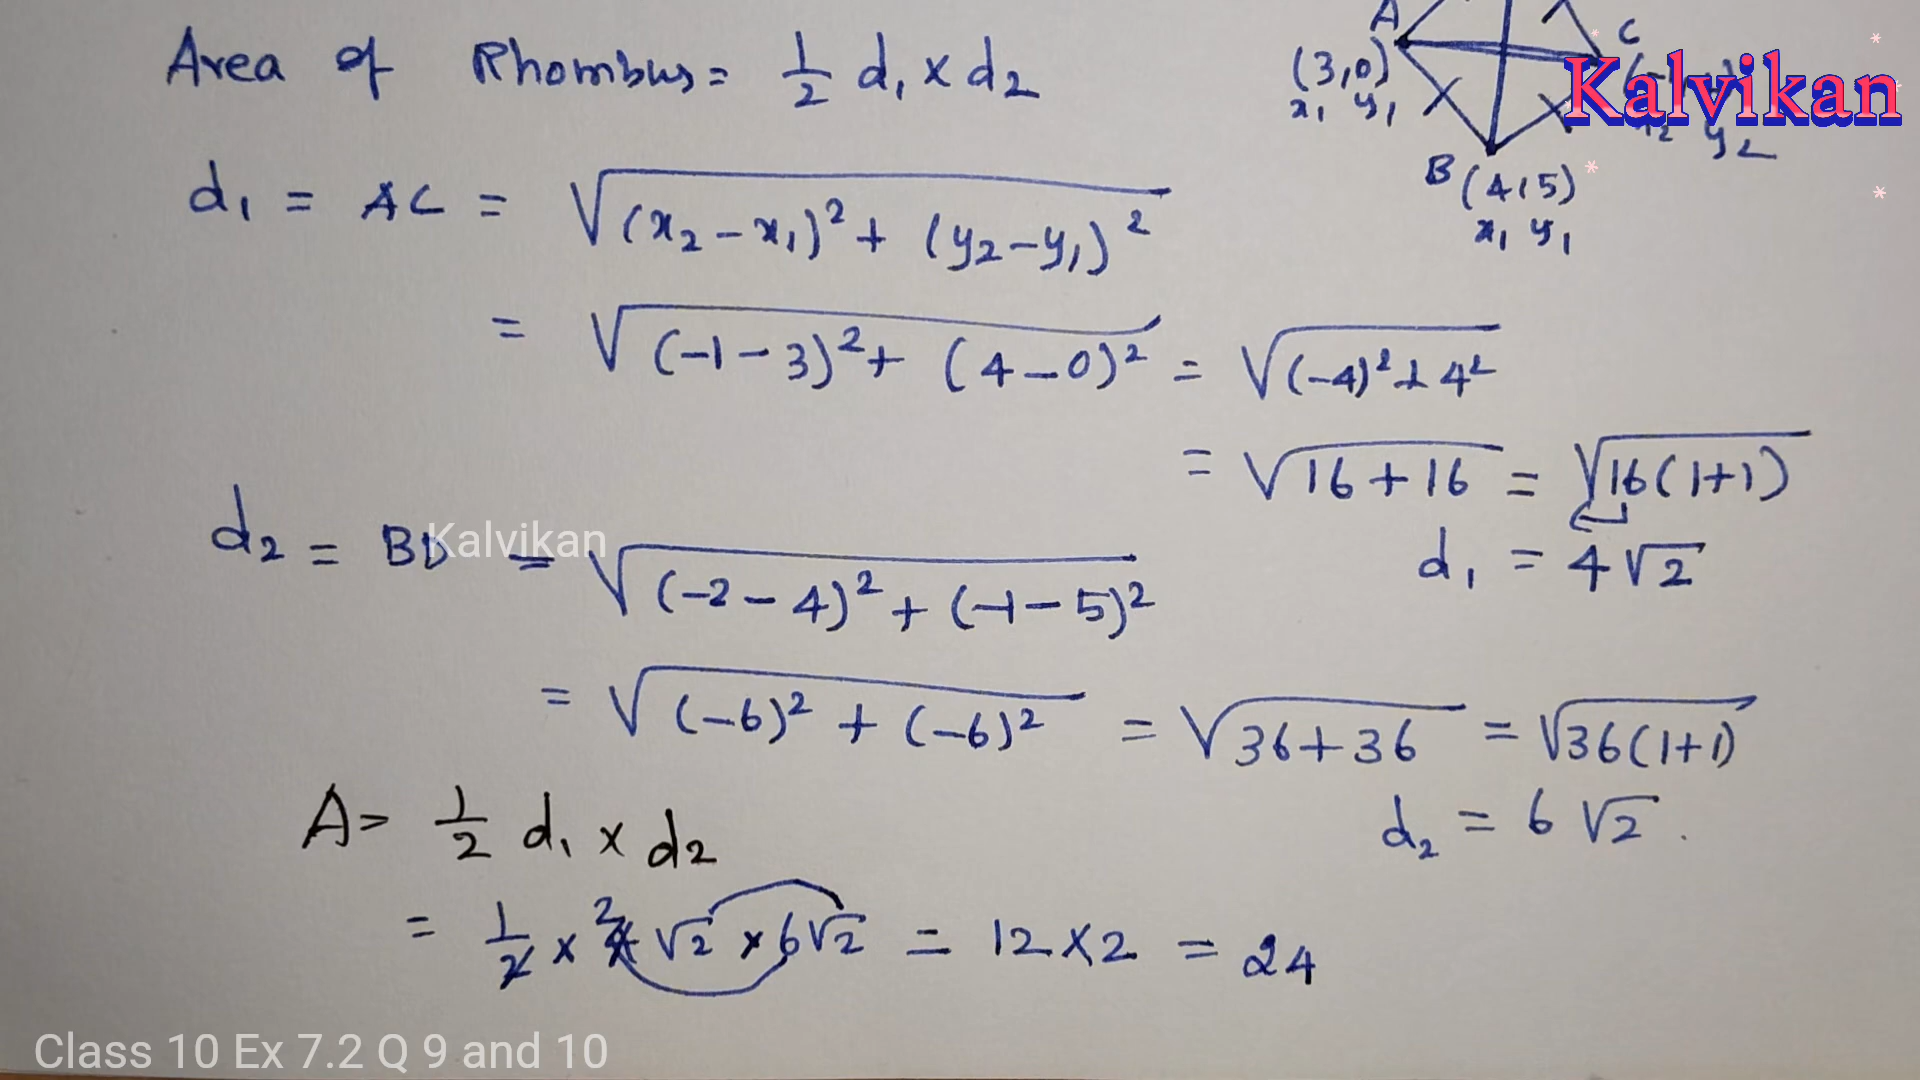 Area of Rhombus = 1/2 d₁ × d₂
A
C
(3,0)
x₁ y₁
Kalvikan
y₂
B (4,5)
x₁ y₁
d₁ = AC = √((x₂-x₁)² + (y₂-y₁)²)
= √((-1-3)² + (4-0)²) = √((-4)² + 4²)
= √(16+16) = √(16(1+1))
d₁ = 4√2
d₂ = BD = √((-2-4)² + (-1-5)²)
Kalvikan
= √((-6)² + (-6)²) = √(36+36) = √(36(1+1))
d₂ = 6√2.
A = 1/2 d₁ × d₂
= 1/2 × 4 2 √2 × 6√2 = 12×2 = 24
Class 10 Ex 7.2 Q 9 and 10